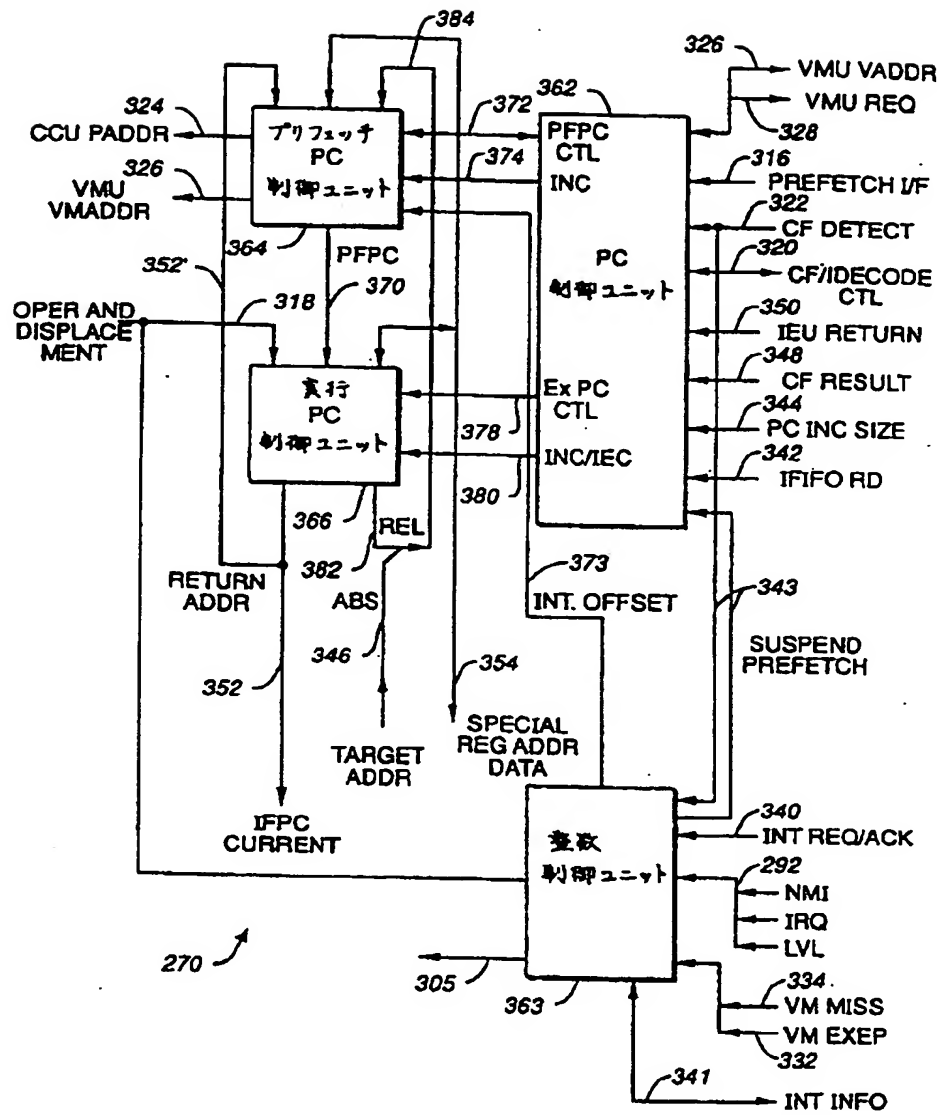 384
326
VMU VADDR
324
CCU PADDR
プリフェッチ
PC
制御ユニット
372
362
PFPC
CTL
VMU REQ
328
374
INC
316
PREFETCH I/F
326
VMU
VMADDR
322
CF DETECT
364
PFPC
PC
制御ユニット
320
CF/IDECODE
CTL
352'
318
370
OPER AND
DISPLACE
MENT
350
IEU RETURN
実行
PC
制御ユニット
Ex PC
CTL
378
348
CF RESULT
344
PC INC SIZE
INC/IEC
380
342
IFIFO RD
366
REL
382
373
343
RETURN
ADDR
ABS
INT. OFFSET
SUSPEND
PREFETCH
352
346
354
TARGET
ADDR
SPECIAL
REG ADDR
DATA
IFPC
CURRENT
340
INT REQ/ACK
整数
制御ユニット
292
NMI
IRQ
LVL
270
305
363
334
VM MISS
VM EXEP
332
341
INT INFO